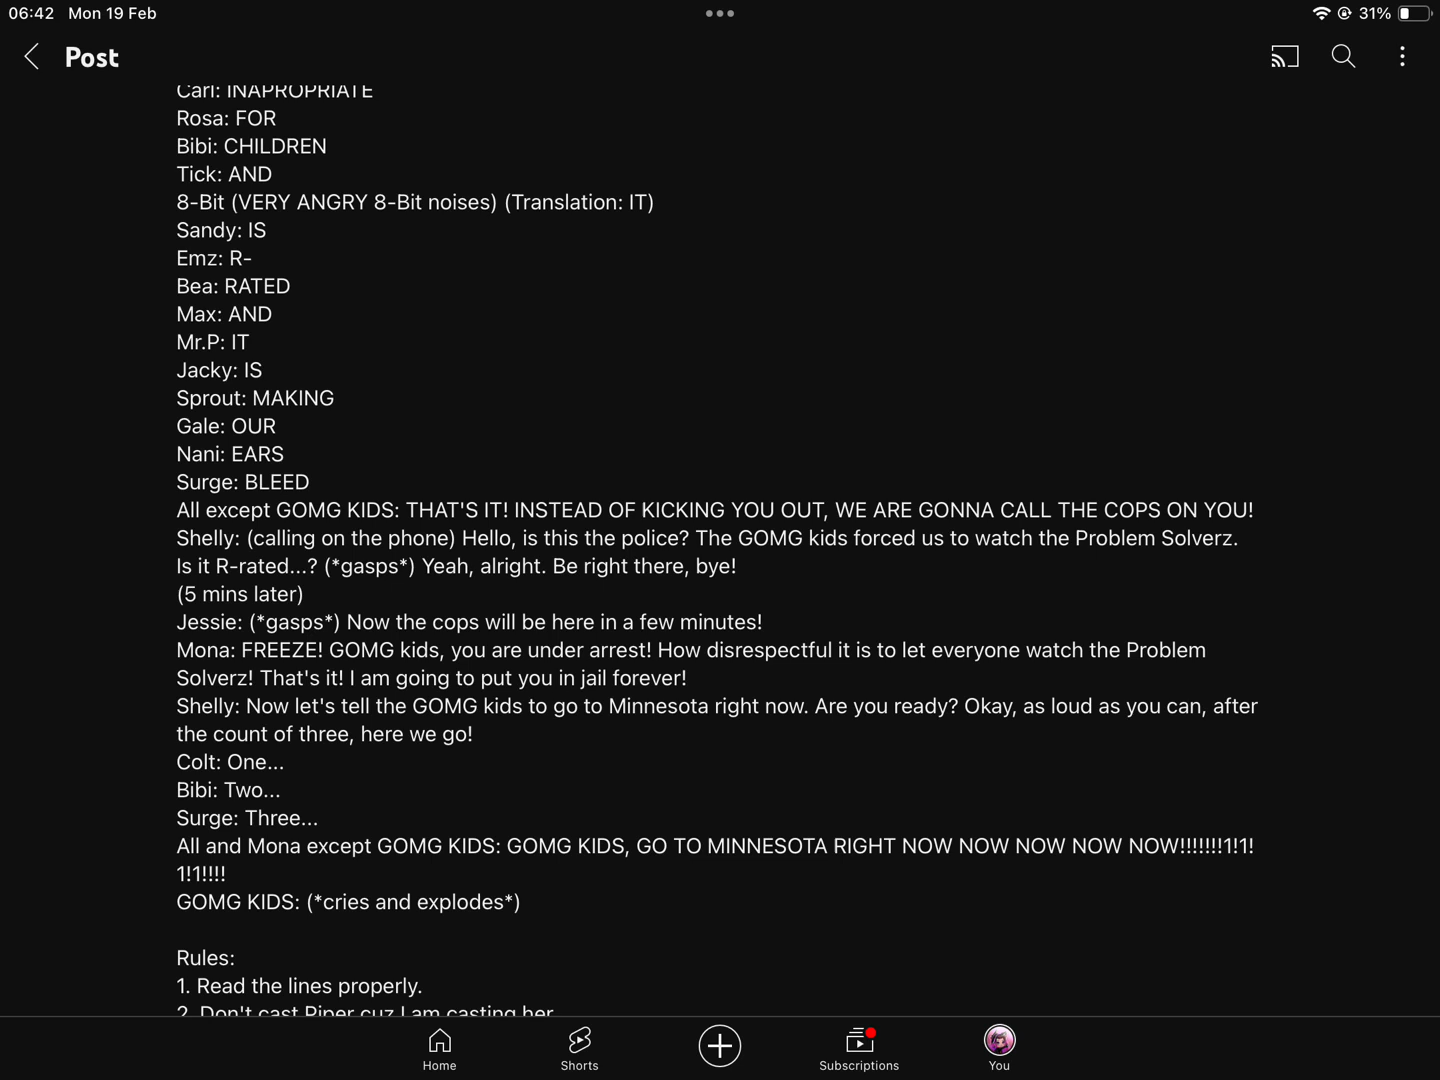 06:42 Mon 19 Feb
31%
Post
Carl: INAPROPRIATE
Rosa: FOR
Bibi: CHILDREN
Tick: AND
8-Bit (VERY ANGRY 8-Bit noises) (Translation: IT)
Sandy: IS
Emz: R-
Bea: RATED
Max: AND
Mr.P: IT
Jacky: IS
Sprout: MAKING
Gale: OUR
Nani: EARS
Surge: BLEED
All except GOMG KIDS: THAT'S IT! INSTEAD OF KICKING YOU OUT, WE ARE GONNA CALL THE COPS ON YOU!
Shelly: (calling on the phone) Hello, is this the police? The GOMG kids forced us to watch the Problem Solverz.
Is it R-rated...? (*gasps*) Yeah, alright. Be right there, bye!
(5 mins later)
Jessie: (*gasps*) Now the cops will be here in a few minutes!
Mona: FREEZE! GOMG kids, you are under arrest! How disrespectful it is to let everyone watch the Problem
Solverz! That's it! I am going to put you in jail forever!
Shelly: Now let's tell the GOMG kids to go to Minnesota right now. Are you ready? Okay, as loud as you can, after
the count of three, here we go!
Colt: One...
Bibi: Two...
Surge: Three...
All and Mona except GOMG KIDS: GOMG KIDS, GO TO MINNESOTA RIGHT NOW NOW NOW NOW NOW!!!!!!!1!1!
1!1!!!!
GOMG KIDS: (*cries and explodes*)
Rules:
1. Read the lines properly.
2. Don't cast Piper cuz I am casting her
Home
Shorts
Subscriptions
You